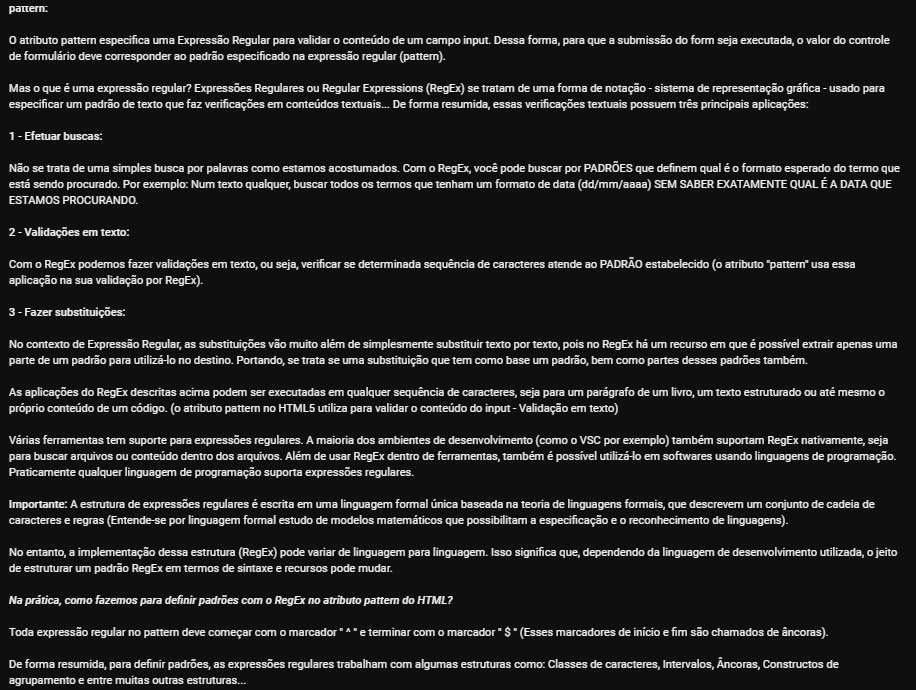 pattern:
O atributo pattern especifica uma Expressão Regular para validar o conteúdo de um campo input. Dessa forma, para que a submissão do form seja executada, o valor do controle
de formulário deve corresponder ao padrão especificado na expressão regular (pattern).
Mas o que é uma expressão regular? Expressões Regulares ou Regular Expressions (RegEx) se tratam de uma forma de notação - sistema de representação gráfica - usado para
especificar um padrão de texto que faz verificações em conteúdos textuais... De forma resumida, essas verificações textuais possuem três principais aplicações:
1 - Efetuar buscas:
Não se trata de uma simples busca por palavras como estamos acostumados. Com o RegEx, você pode buscar por PADRÕES que definem qual é o formato esperado do termo que
está sendo procurado. Por exemplo: Num texto qualquer, buscar todos os termos que tenham um formato de data (dd/mm/aaaa) SEM SABER EXATAMENTE QUAL É A DATA QUE
ESTAMOS PROCURANDO.
2 - Validações em texto:
Com o RegEx podemos fazer validações em texto, ou seja, verificar se determinada sequência de caracteres atende ao PADRÃO estabelecido (o atributo "pattern" usa essa
aplicação na sua validação por RegEx).
3 - Fazer substituições:
No contexto de Expressão Regular, as substituições vão muito além de simplesmente substituir texto por texto, pois no RegEx há um recurso em que é possível extrair apenas uma
parte de um padrão para utilizá-lo no destino. Portando, se trata se uma substituição que tem como base um padrão, bem como partes desses padrões também.
As aplicações do RegEx descritas acima podem ser executadas em qualquer sequência de caracteres, seja para um parágrafo de um livro, um texto estruturado ou até mesmo o
próprio conteúdo de um código. (o atributo pattern no HTML5 utiliza para validar o conteúdo do input - Validação em texto)
Várias ferramentas tem suporte para expressões regulares. A maioria dos ambientes de desenvolvimento (como o VSC por exemplo) também suportam RegEx nativamente, seja
para buscar arquivos ou conteúdo dentro dos arquivos. Além de usar RegEx dentro de ferramentas, também é possível utilizá-lo em softwares usando linguagens de programação.
Praticamente qualquer linguagem de programação suporta expressões regulares.
Importante: A estrutura de expressões regulares é escrita em uma linguagem formal única baseada na teoria de linguagens formais, que descrevem um conjunto de cadeia de
caracteres e regras (Entende-se por linguagem formal estudo de modelos matemáticos que possibilitam a especificação e o reconhecimento de linguagens).
No entanto, a implementação dessa estrutura (RegEx) pode variar de linguagem para linguagem. Isso significa que, dependendo da linguagem de desenvolvimento utilizada, o jeito
de estruturar um padrão RegEx em termos de sintaxe e recursos pode mudar.
Na prática, como fazemos para definir padrões com o RegEx no atributo pattern do HTML?
Toda expressão regular no pattern deve começar com o marcador " ^ " e terminar com o marcador " $ " (Esses marcadores de início e fim são chamados de âncoras).
De forma resumida, para definir padrões, as expressões regulares trabalham com algumas estruturas como: Classes de caracteres, Intervalos, Âncoras, Constructos de
agrupamento e entre muitas outras estruturas...